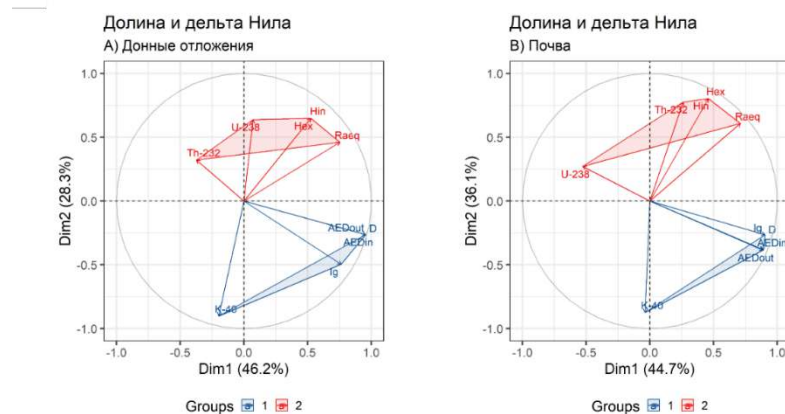 Долина и дельта Нила
А) Донные отложения
1.0
0.5
0.0
-0.5
-1.0
Dim2 (28.3%)
U-238
Hin
Hex
Raeq
Th-232
AEDout D
AEDin
Ig
K-40
-1.0 -0.5 0.0 0.5 1.0
Dim1 (46.2%)
Groups 1 2
Долина и дельта Нила
В) Почва
1.0
0.5
0.0
-0.5
-1.0
Dim2 (36.1%)
Hex
Th-232
Hin
Raeq
U-238
Ig D
AEDin
AEDout
K-40
-1.0 -0.5 0.0 0.5 1.0
Dim1 (44.7%)
Groups 1 2